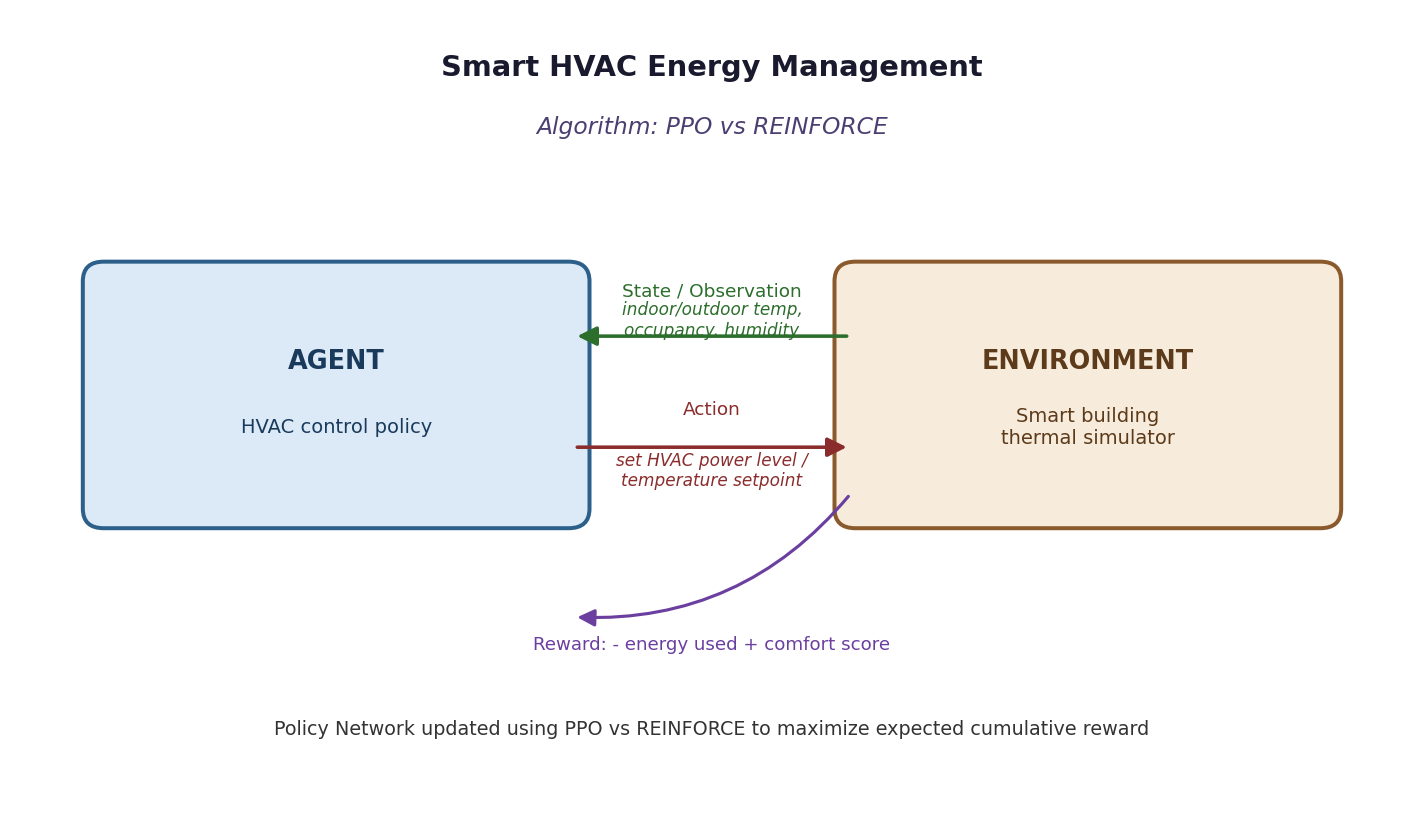 Smart HVAC Energy Management
Algorithm: PPO vs REINFORCE
AGENT
HVAC control policy
State / Observation
indoor/outdoor temp,
occupancy, humidity
Action
set HVAC power level /
temperature setpoint
ENVIRONMENT
Smart building
thermal simulator
Reward: - energy used + comfort score
Policy Network updated using PPO vs REINFORCE to maximize expected cumulative reward